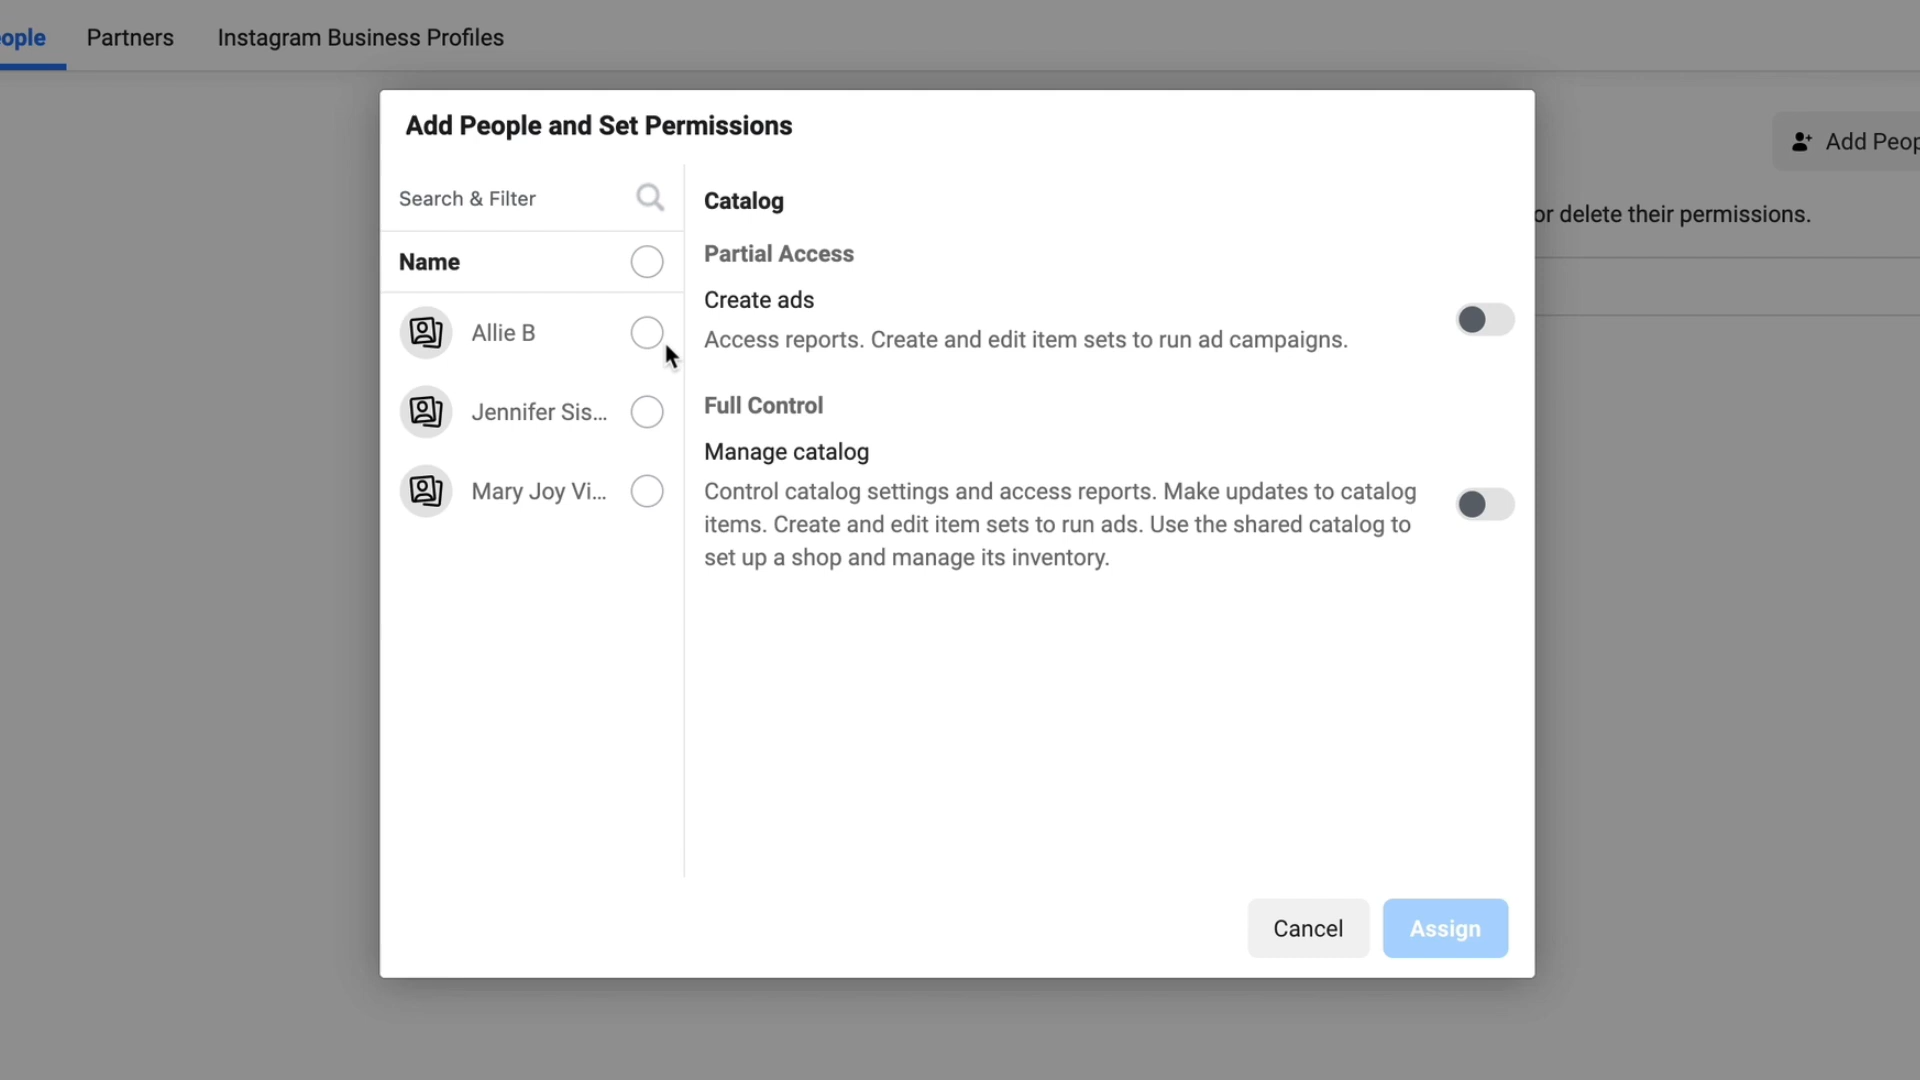 ople Partners Instagram Business Profiles
Add People and Set Permissions
Add Peop
Search & Filter
Catalog
or delete their permissions.
Name
Partial Access
Create ads
Access reports. Create and edit item sets to run ad campaigns.
Allie B
Jennifer Sis...
Mary Joy Vi...
Full Control
Manage catalog
Control catalog settings and access reports. Make updates to catalog
items. Create and edit item sets to run ads. Use the shared catalog to
set up a shop and manage its inventory.
Cancel
Assign